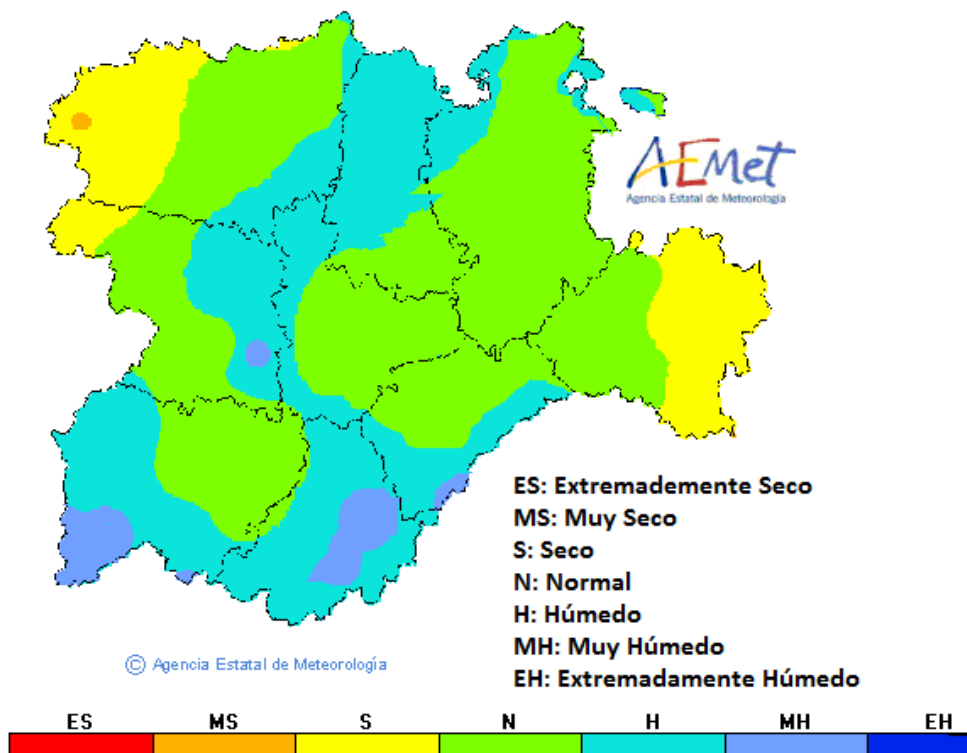 AEMet
Agencia Estatal de Meteorología
ES: Extremademente Seco
MS: Muy Seco
S: Seco
N: Normal
H: Húmedo
MH: Muy Húmedo
EH: Extremadamente Húmedo
© Agencia Estatal de Meteorología
ES MS S N H MH EH